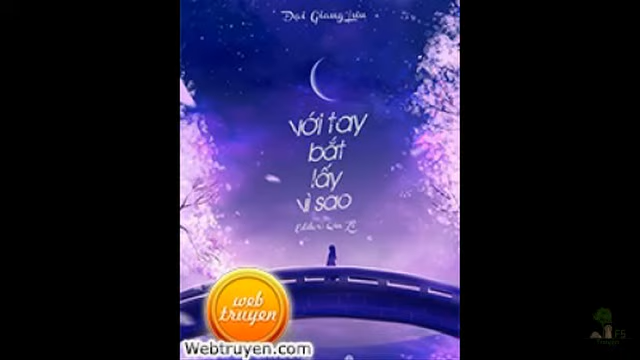 Đại Giang Lưu
với tay
bắt
lấy
vì sao
web
truyen
Webtruyen.com